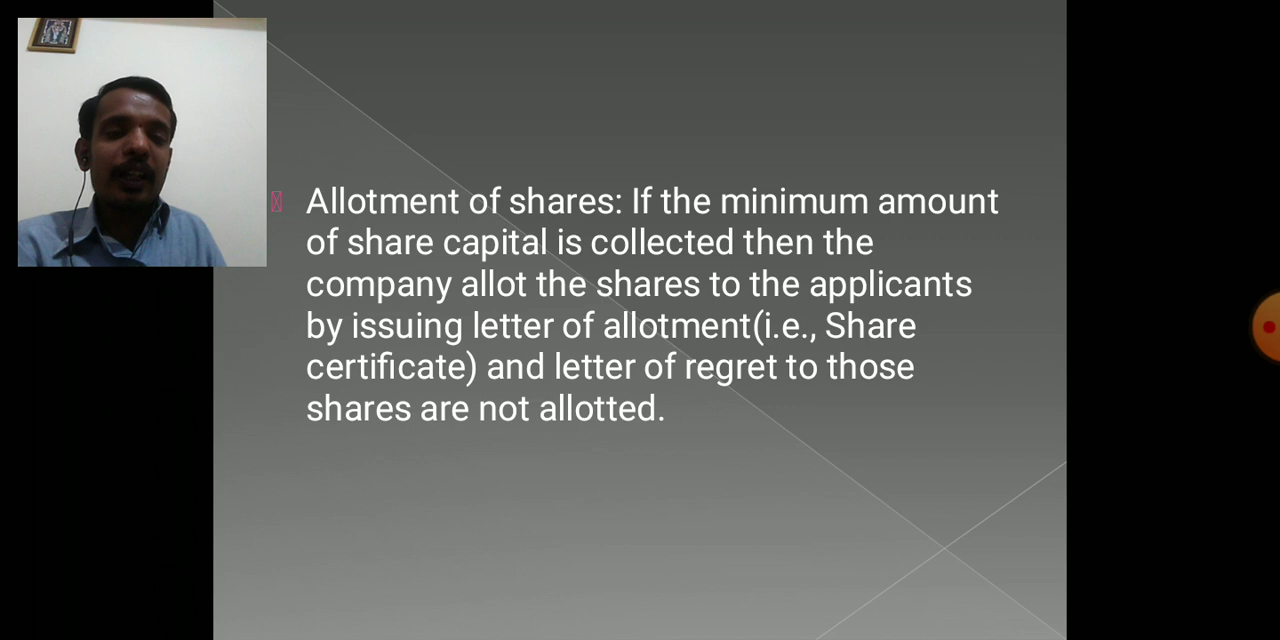 Allotment of shares: If the minimum amount
of share capital is collected then the
company allot the shares to the applicants
by issuing letter of allotment(i.e., Share
certificate) and letter of regret to those
shares are not allotted.